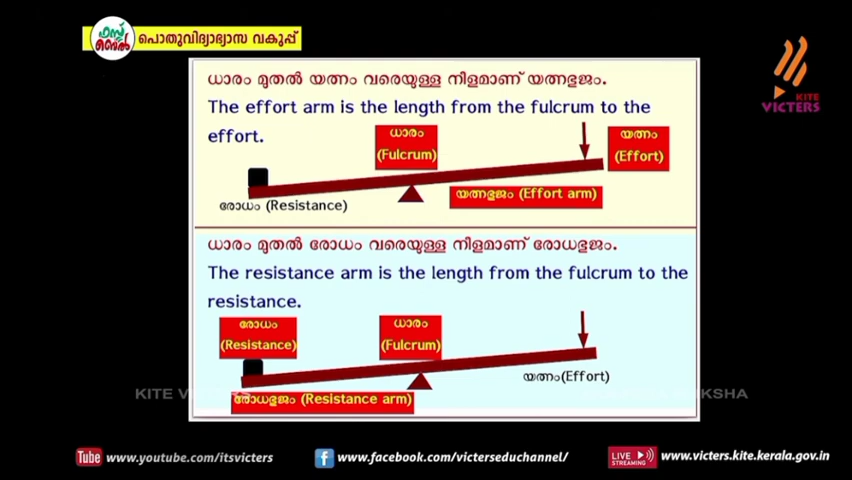 ഫസ്റ്റ് ബെൽ
പൊതുവിദ്യാഭ്യാസ വകുപ്പ്
KITE
VICTERS
ധാരം മുതൽ യത്നം വരെയുള്ള നീളമാണ് യത്നഭുജം.
The effort arm is the length from the fulcrum to the
effort.
ധാരം
(Fulcrum)
യത്നം
(Effort)
യത്നഭുജം (Effort arm)
രോധം (Resistance)
ധാരം മുതൽ രോധം വരെയുള്ള നീളമാണ് രോധഭുജം.
The resistance arm is the length from the fulcrum to the
resistance.
രോധം
(Resistance)
ധാരം
(Fulcrum)
യത്നം(Effort)
രോധഭുജം (Resistance arm)
Tube www.youtube.com/itsvicters
f www.facebook.com/victerseduchannel/
LIVE STREAMING www.victers.kite.kerala.gov.in